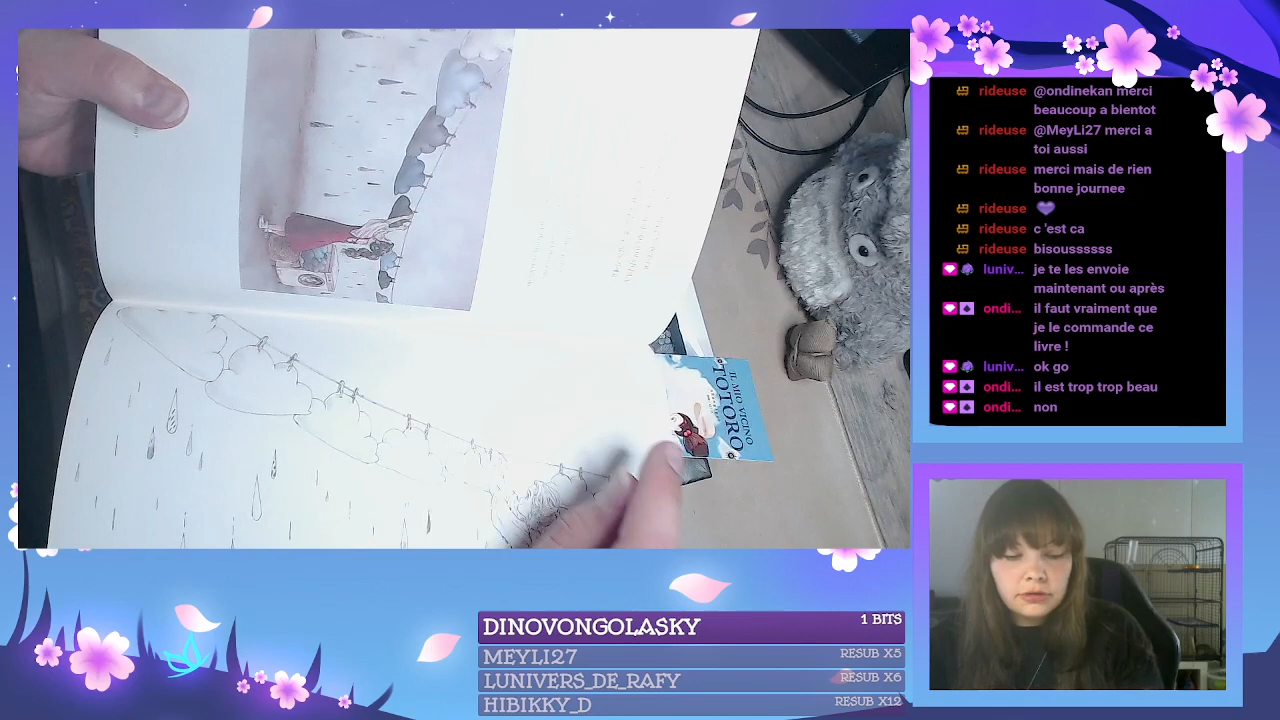 rideuse @ondinekan merci
beaucoup a bientot
rideuse @MeyLi27 merci a
toi aussi
rideuse merci mais de rien
bonne journee
rideuse
rideuse c 'est ca
rideuse bisoussssss
luniv... je te les envoie
maintenant ou après
ondi... il faut vraiment que
je le commande ce
livre !
luniv... ok go
ondi... il est trop trop beau
ondi... non
IL MIO VICINO
TOTORO
DINOVONGOLASKY 1 BITS
MEYLI27 RESUB X5
LUNIVERS_DE_RAFY RESUB X6
HIBIKKY_D RESUB X12